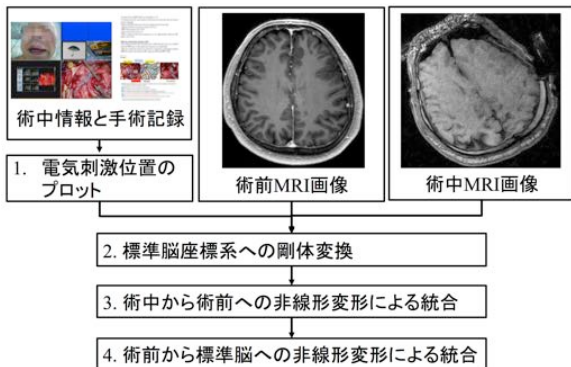 術中情報と手術記録
1. 電気刺激位置の
プロット
術前MRI画像
術中MRI画像
2. 標準脳座標系への剛体変換
3. 術中から術前への非線形変形による統合
4. 術前から標準脳への非線形変形による統合